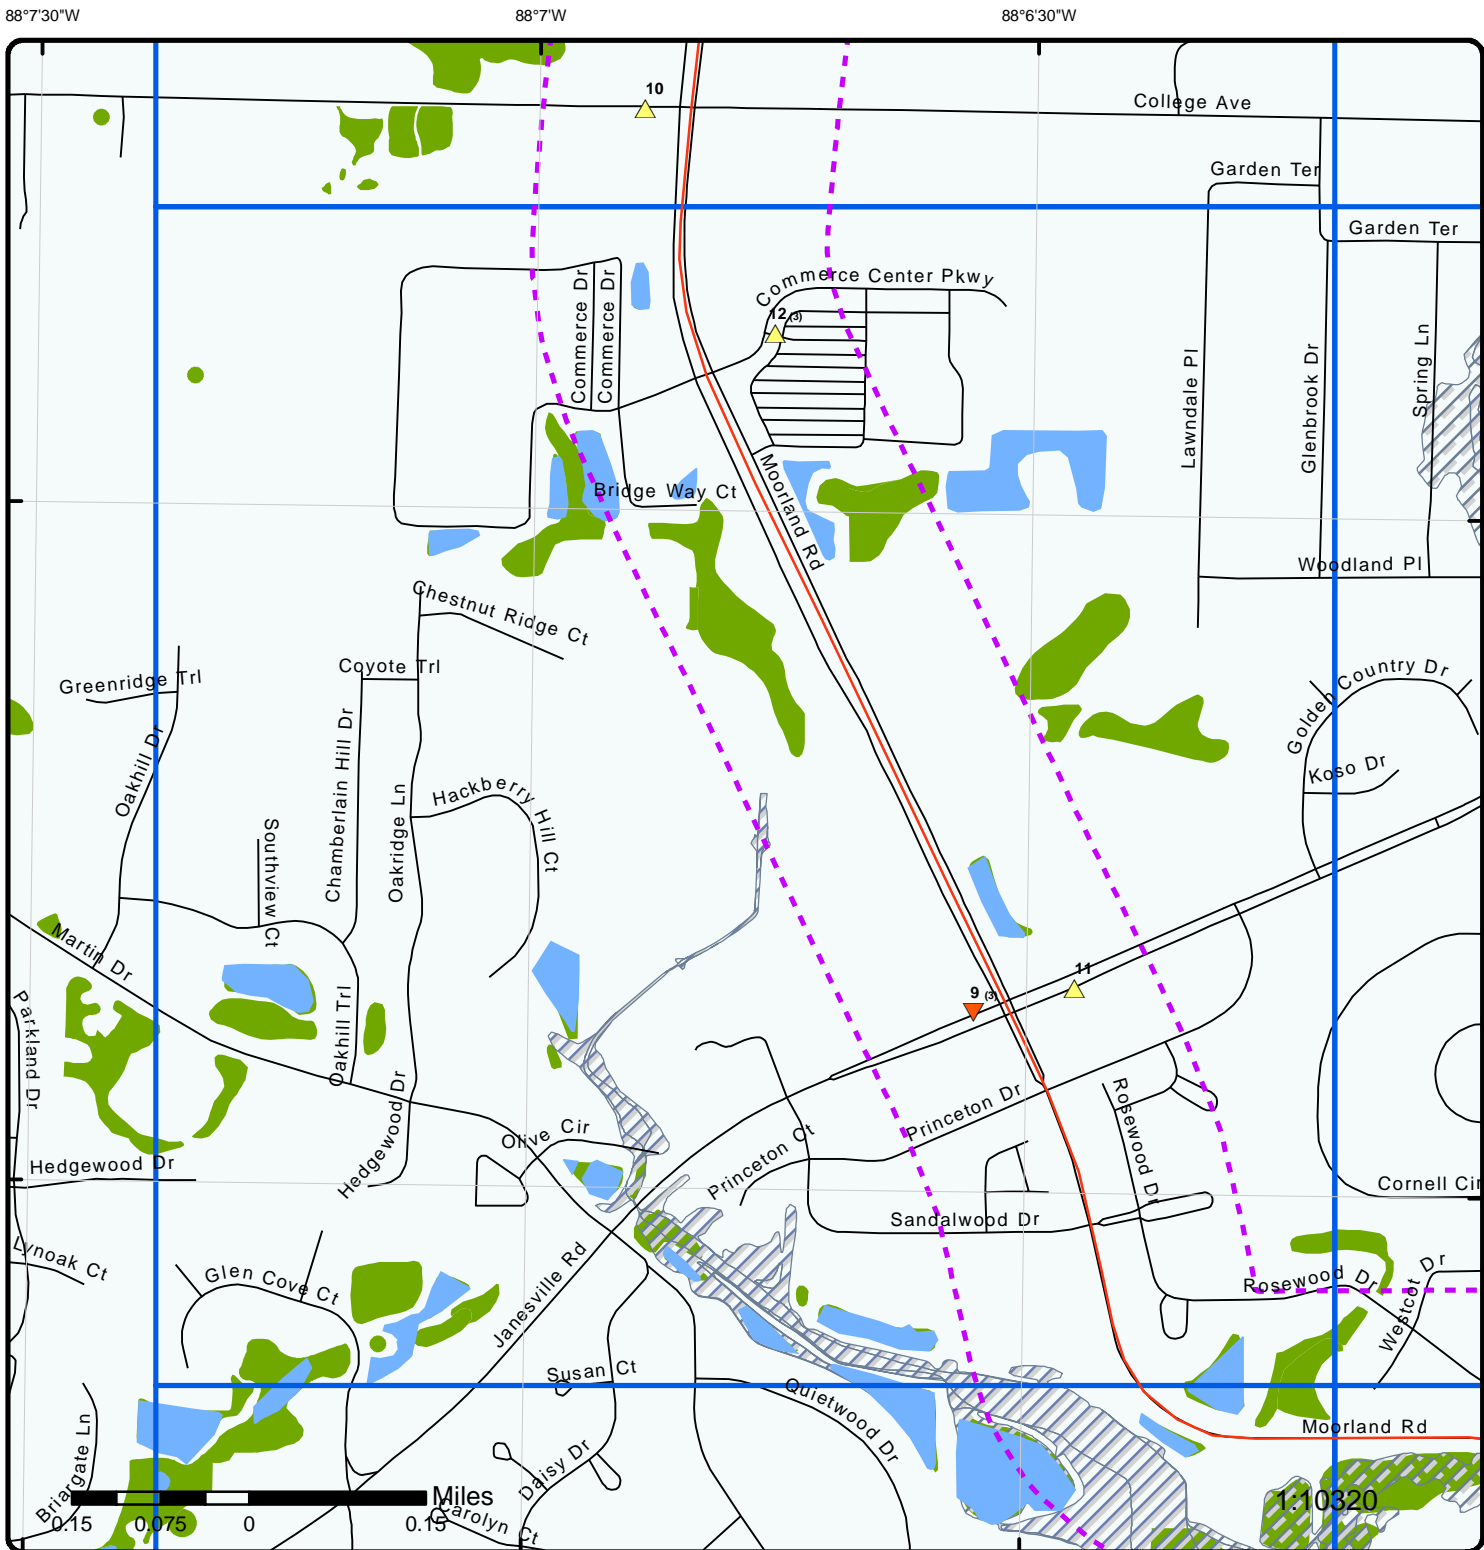 88°7'30"W
88°7'W
88°6'30"W
10
College Ave
Garden Ter
Garden Ter
Commerce Center Pkwy
12 (3)
Commerce Dr
Commerce Dr
Lawndale Pl
Glenbrook Dr
Spring Ln
Bridge Way Ct
Moorland Rd
Woodland Pl
Chestnut Ridge Ct
Coyote Trl
Greenridge Trl
Oakhill Dr
Chamberlain Hill Dr
Oakridge Ln
Hackberry Hill Ct
Golden Country Dr
Koso Dr
Southview Ct
Martin Dr
Parkland Dr
Oakhill Trl
11
9 (3)
Hedgewood Dr
Hedgewood Dr
Olive Cir
Princeton Ct
Princeton Dr
Rosewood Dr
Cornell Cir
Sandalwood Dr
Lynoak Ct
Glen Cove Ct
Janesville Rd
Rosewood Dr
Westcot Dr
Susan Ct
Quietwood Dr
Moorland Rd
Briargate Ln
Daisy Dr
Carolyn Ct
Miles
0.15
0.075
0
0.15
1:10320